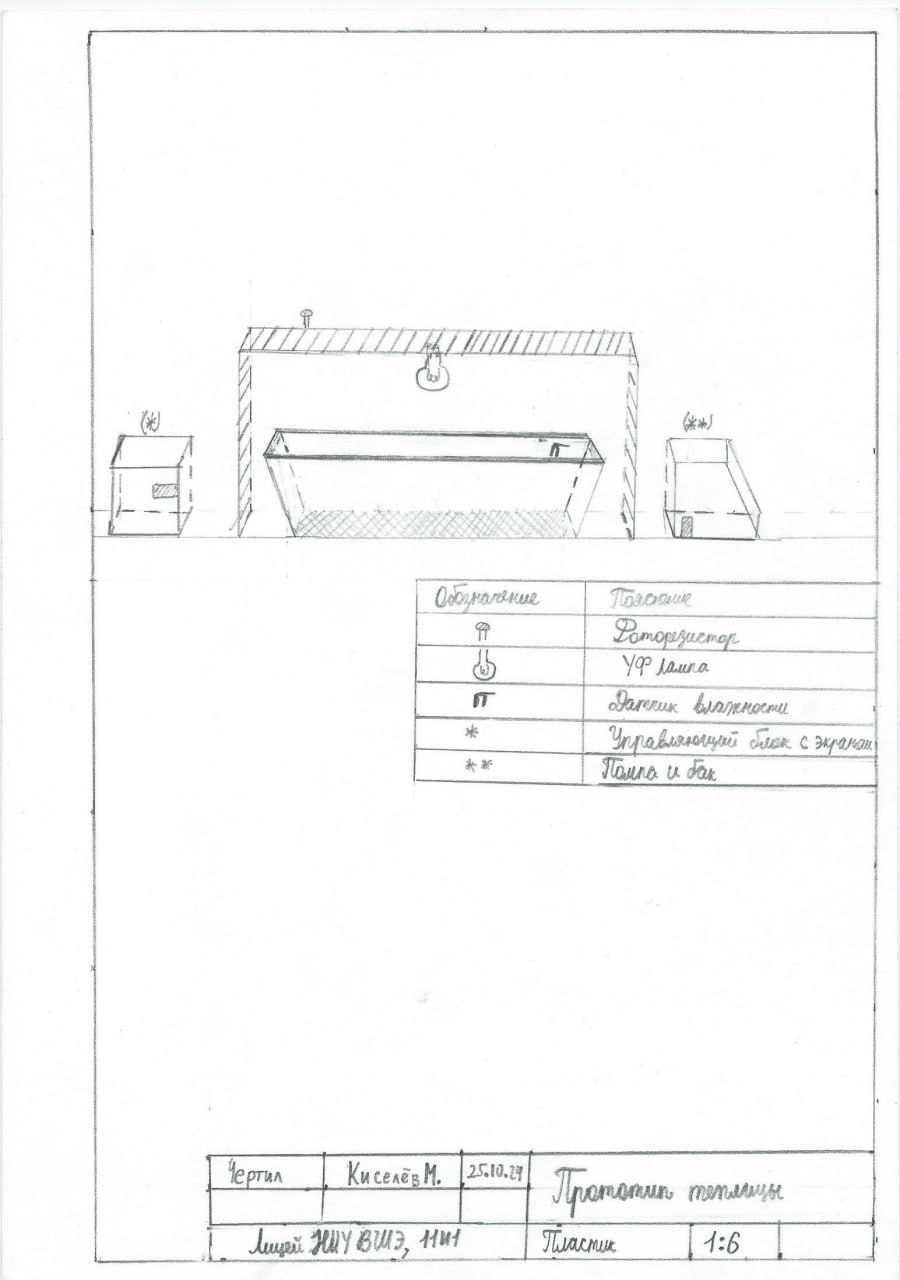 (*)
(**)
Обозначение Пояснение
Фоторезистор
УФ лампа
Датчик влажности
* Управляющий блок с экраном
** Помпа и бак
Чертил Киселёв М. 25.10.24 Прототип теплицы
Лицей НИУ ВШЭ, 11И1 Пластик 1:6